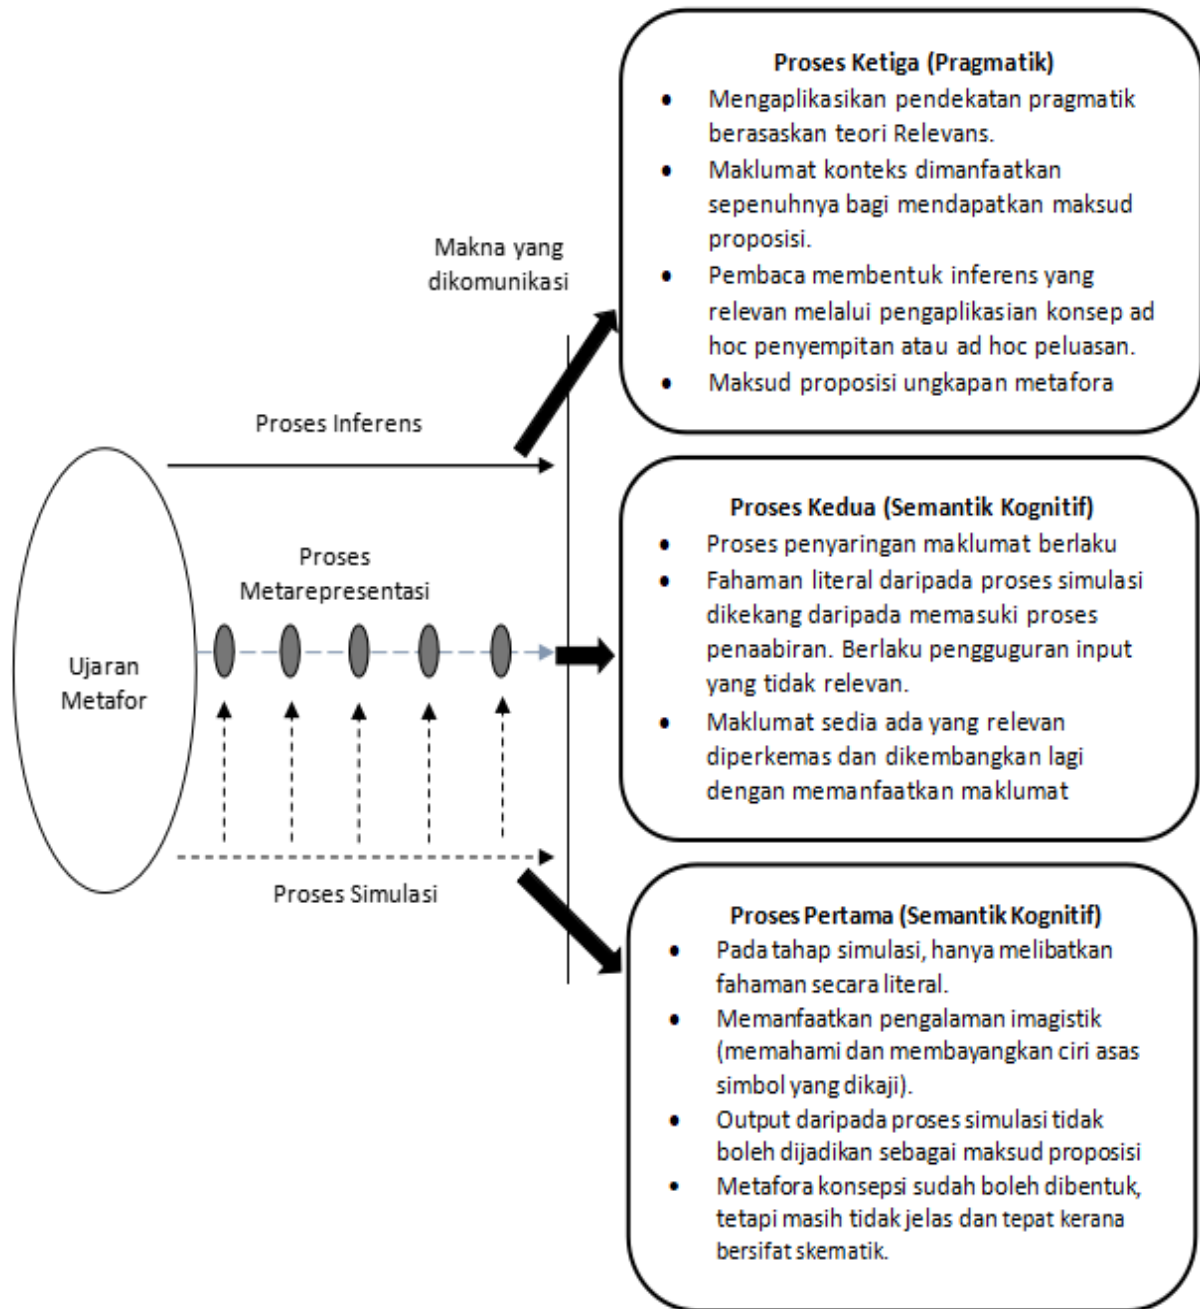 Proses Ketiga (Pragmatik)
• Mengaplikasikan pendekatan pragmatik
berasaskan teori Relevans.
• Maklumat konteks dimanfaatkan
sepenuhnya bagi mendapatkan maksud
proposisi.
• Pembaca membentuk inferens yang
relevan melalui pengaplikasian konsep ad
hoc penyempitan atau ad hoc peluasan.
• Maksud proposisi ungkapan metafora
Makna yang
dikomunikasi
Proses Inferens
Proses
Metarepresentasi
Ujaran
Metafor
Proses Simulasi
Proses Kedua (Semantik Kognitif)
• Proses penyaringan maklumat berlaku
• Fahaman literal daripada proses simulasi
dikekang daripada memasuki proses
penaabiran. Berlaku pengguguran input
yang tidak relevan.
• Maklumat sedia ada yang relevan
diperkemas dan dikembangkan lagi
dengan memanfaatkan maklumat
Proses Pertama (Semantik Kognitif)
• Pada tahap simulasi, hanya melibatkan
fahaman secara literal.
• Memanfaatkan pengalaman imagistik
(memahami dan membayangkan ciri asas
simbol yang dikaji).
• Output daripada proses simulasi tidak
boleh dijadikan sebagai maksud proposisi
• Metafora konsepsi sudah boleh dibentuk,
tetapi masih tidak jelas dan tepat kerana
bersifat skematik.